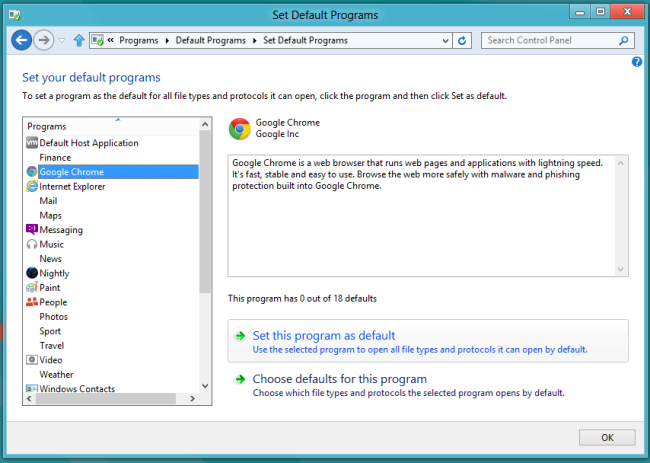 Set Default Programs
« Programs Default Programs Set Default Programs
Search Control Panel
Set your default programs
To set a program as the default for all file types and protocols it can open, click the program and then click Set as default.
Programs
vm Default Host Application
Finance
Google Chrome
Internet Explorer
Mail
Maps
Messaging
Music
News
Nightly
Paint
People
Photos
Sport
Travel
Video
Weather
Windows Contacts
Google Chrome
Google Inc
Google Chrome is a web browser that runs web pages and applications with lightning speed.
It's fast, stable and easy to use. Browse the web more safely with malware and phishing
protection built into Google Chrome.
This program has 0 out of 18 defaults
Set this program as default
Use the selected program to open all file types and protocols it can open by default.
Choose defaults for this program
Choose which file types and protocols the selected program opens by default.
OK